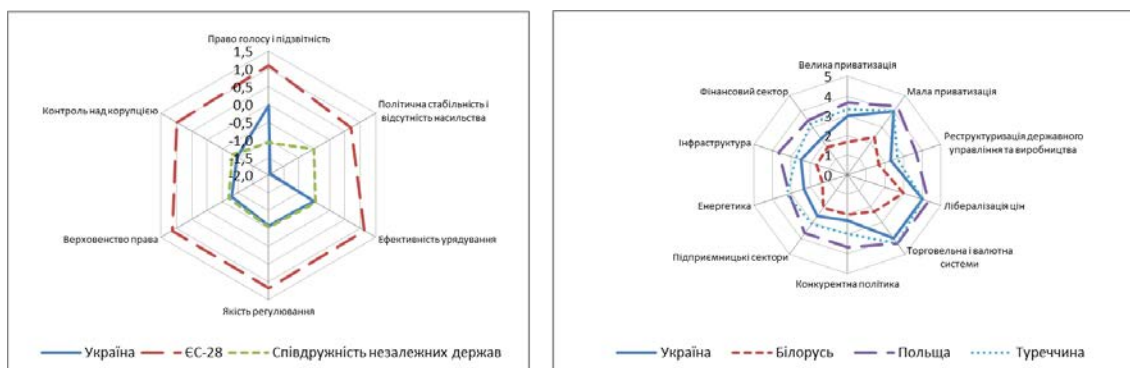 Право голосу і підзвітність
1,5
1,0
0,5
0,0
-0,5
-1,0
-1,5
-2,0
Контроль над корупцією
Політична стабільність і
відсутність насильства
Верховенство права
Ефективність урядування
Якість регулювання
Україна
ЄС-28
Співдружність незалежних держав
Велика приватизація
5
4
3
2
1
0
Фінансовий сектор
Мала приватизація
Інфраструктура
Реструктуризація державного
управління та виробництва
Енергетика
Лібералізація цін
Підприємницькі сектори
Торговельна і валютна
системи
Конкурентна політика
Україна
Білорусь
Польща
Туреччина